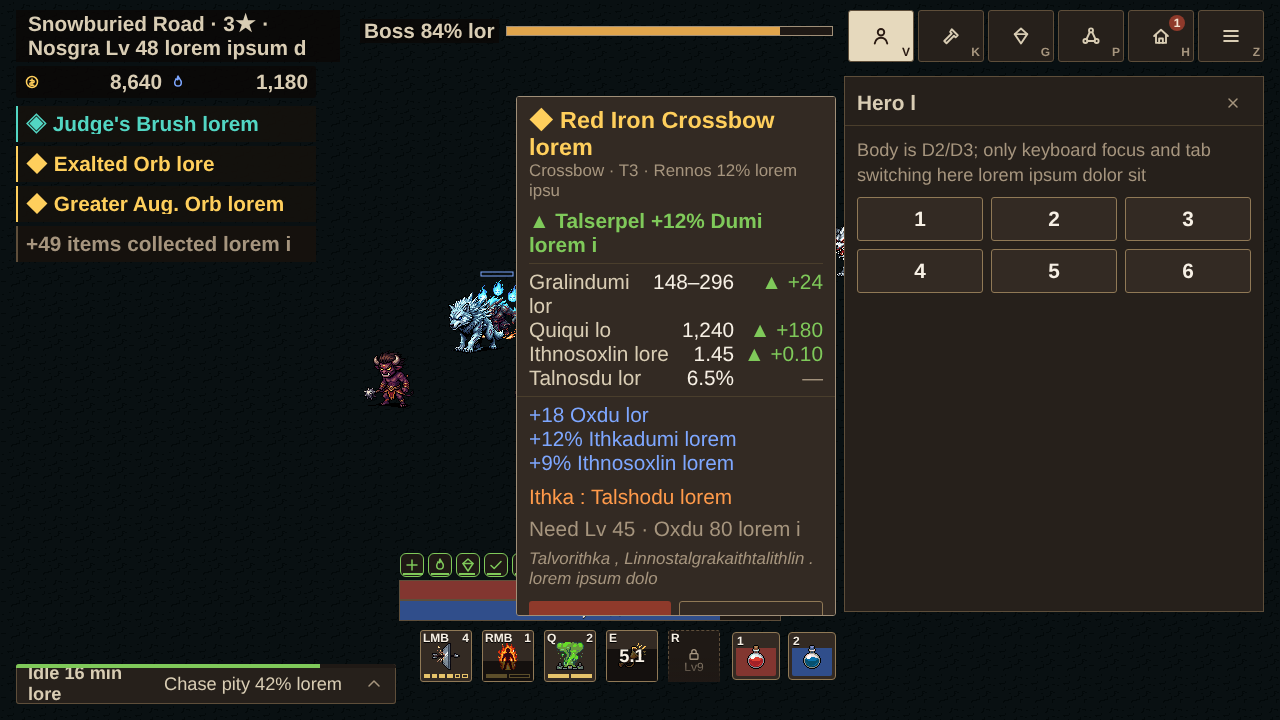 Snowburied Road · 3★ ·
Nosgra Lv 48 lorem ipsum d
8,640 1,180
Judge's Brush lorem
Exalted Orb lore
Greater Aug. Orb lorem
+49 items collected lorem i
Boss 84% lor
V K G P 1 H Z
Hero l ×
Body is D2/D3; only keyboard focus and tab
switching here lorem ipsum dolor sit
1 2 3
4 5 6
Red Iron Crossbow
lorem
Crossbow · T3 · Rennos 12% lorem
ipsu
▲ Talserpel +12% Dumi
lorem i
Gralindumi 148–296 ▲ +24
lor
Quiqui lo 1,240 ▲ +180
Ithnosoxlin lore 1.45 ▲ +0.10
Talnosdu lor 6.5% —
+18 Oxdu lor
+12% Ithkadumi lorem
+9% Ithnosoxlin lorem
Ithka : Talshodu lorem
Need Lv 45 · Oxdu 80 lorem i
Talvorithka , Linnostalgrakaithtalithlin .
lorem ipsum dolo
LMB 4 RMB 1 Q 2 E 5.1 R Lv9 1 2
Idle 16 min
lore
Chase pity 42% lorem